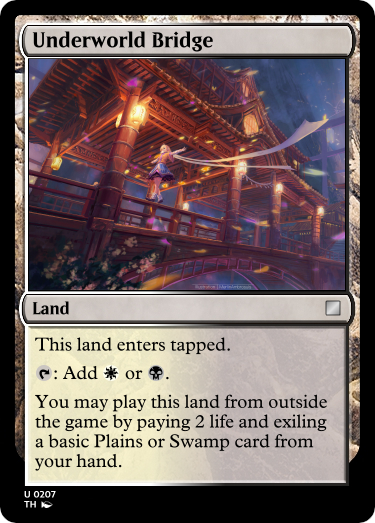 Underworld Bridge
Land
This land enters tapped.
: Add or .
You may play this land from outside
the game by paying 2 life and exiling
a basic Plains or Swamp card from
your hand.
U 0207
TH